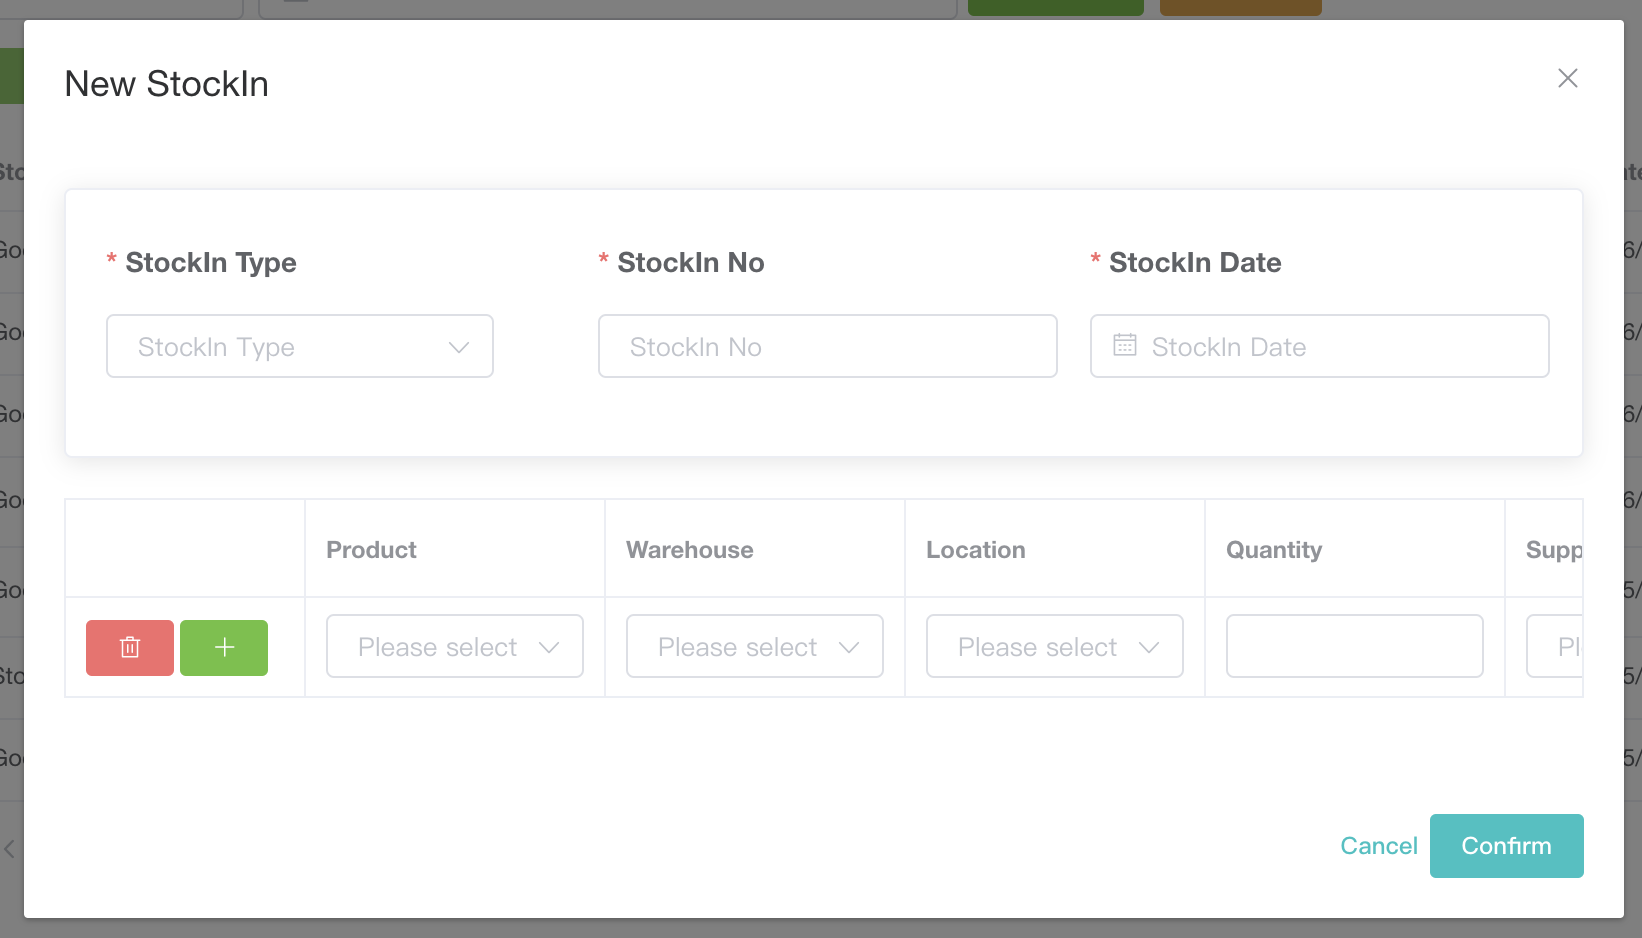 New StockIn
* StockIn Type
* StockIn No
* StockIn Date
StockIn Type
StockIn No
StockIn Date
Product
Warehouse
Location
Quantity
Supp
Please select
Please select
Please select
Pl
Cancel
Confirm